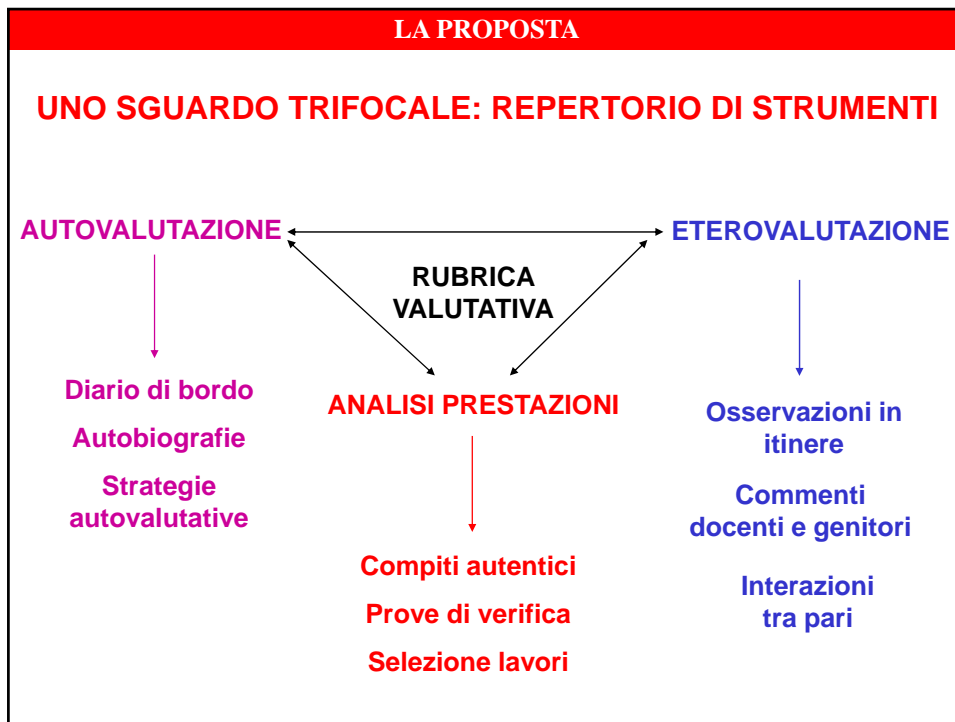 LA PROPOSTA
UNO SGUARDO TRIFOCALE: REPERTORIO DI STRUMENTI
AUTOVALUTAZIONE
ETEROVALUTAZIONE
RUBRICA
VALUTATIVA
Diario di bordo
Autobiografie
Strategie
autovalutative
ANALISI PRESTAZIONI
Compiti autentici
Prove di verifica
Selezione lavori
Osservazioni in
itinere
Commenti
docenti e genitori
Interazioni
tra pari